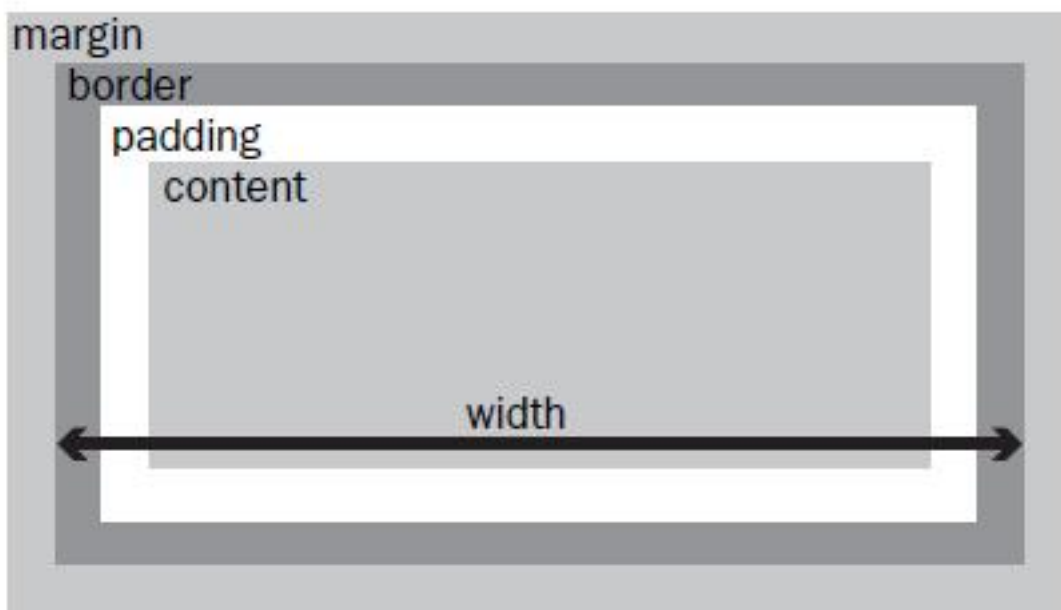 margin
border
padding
content
width